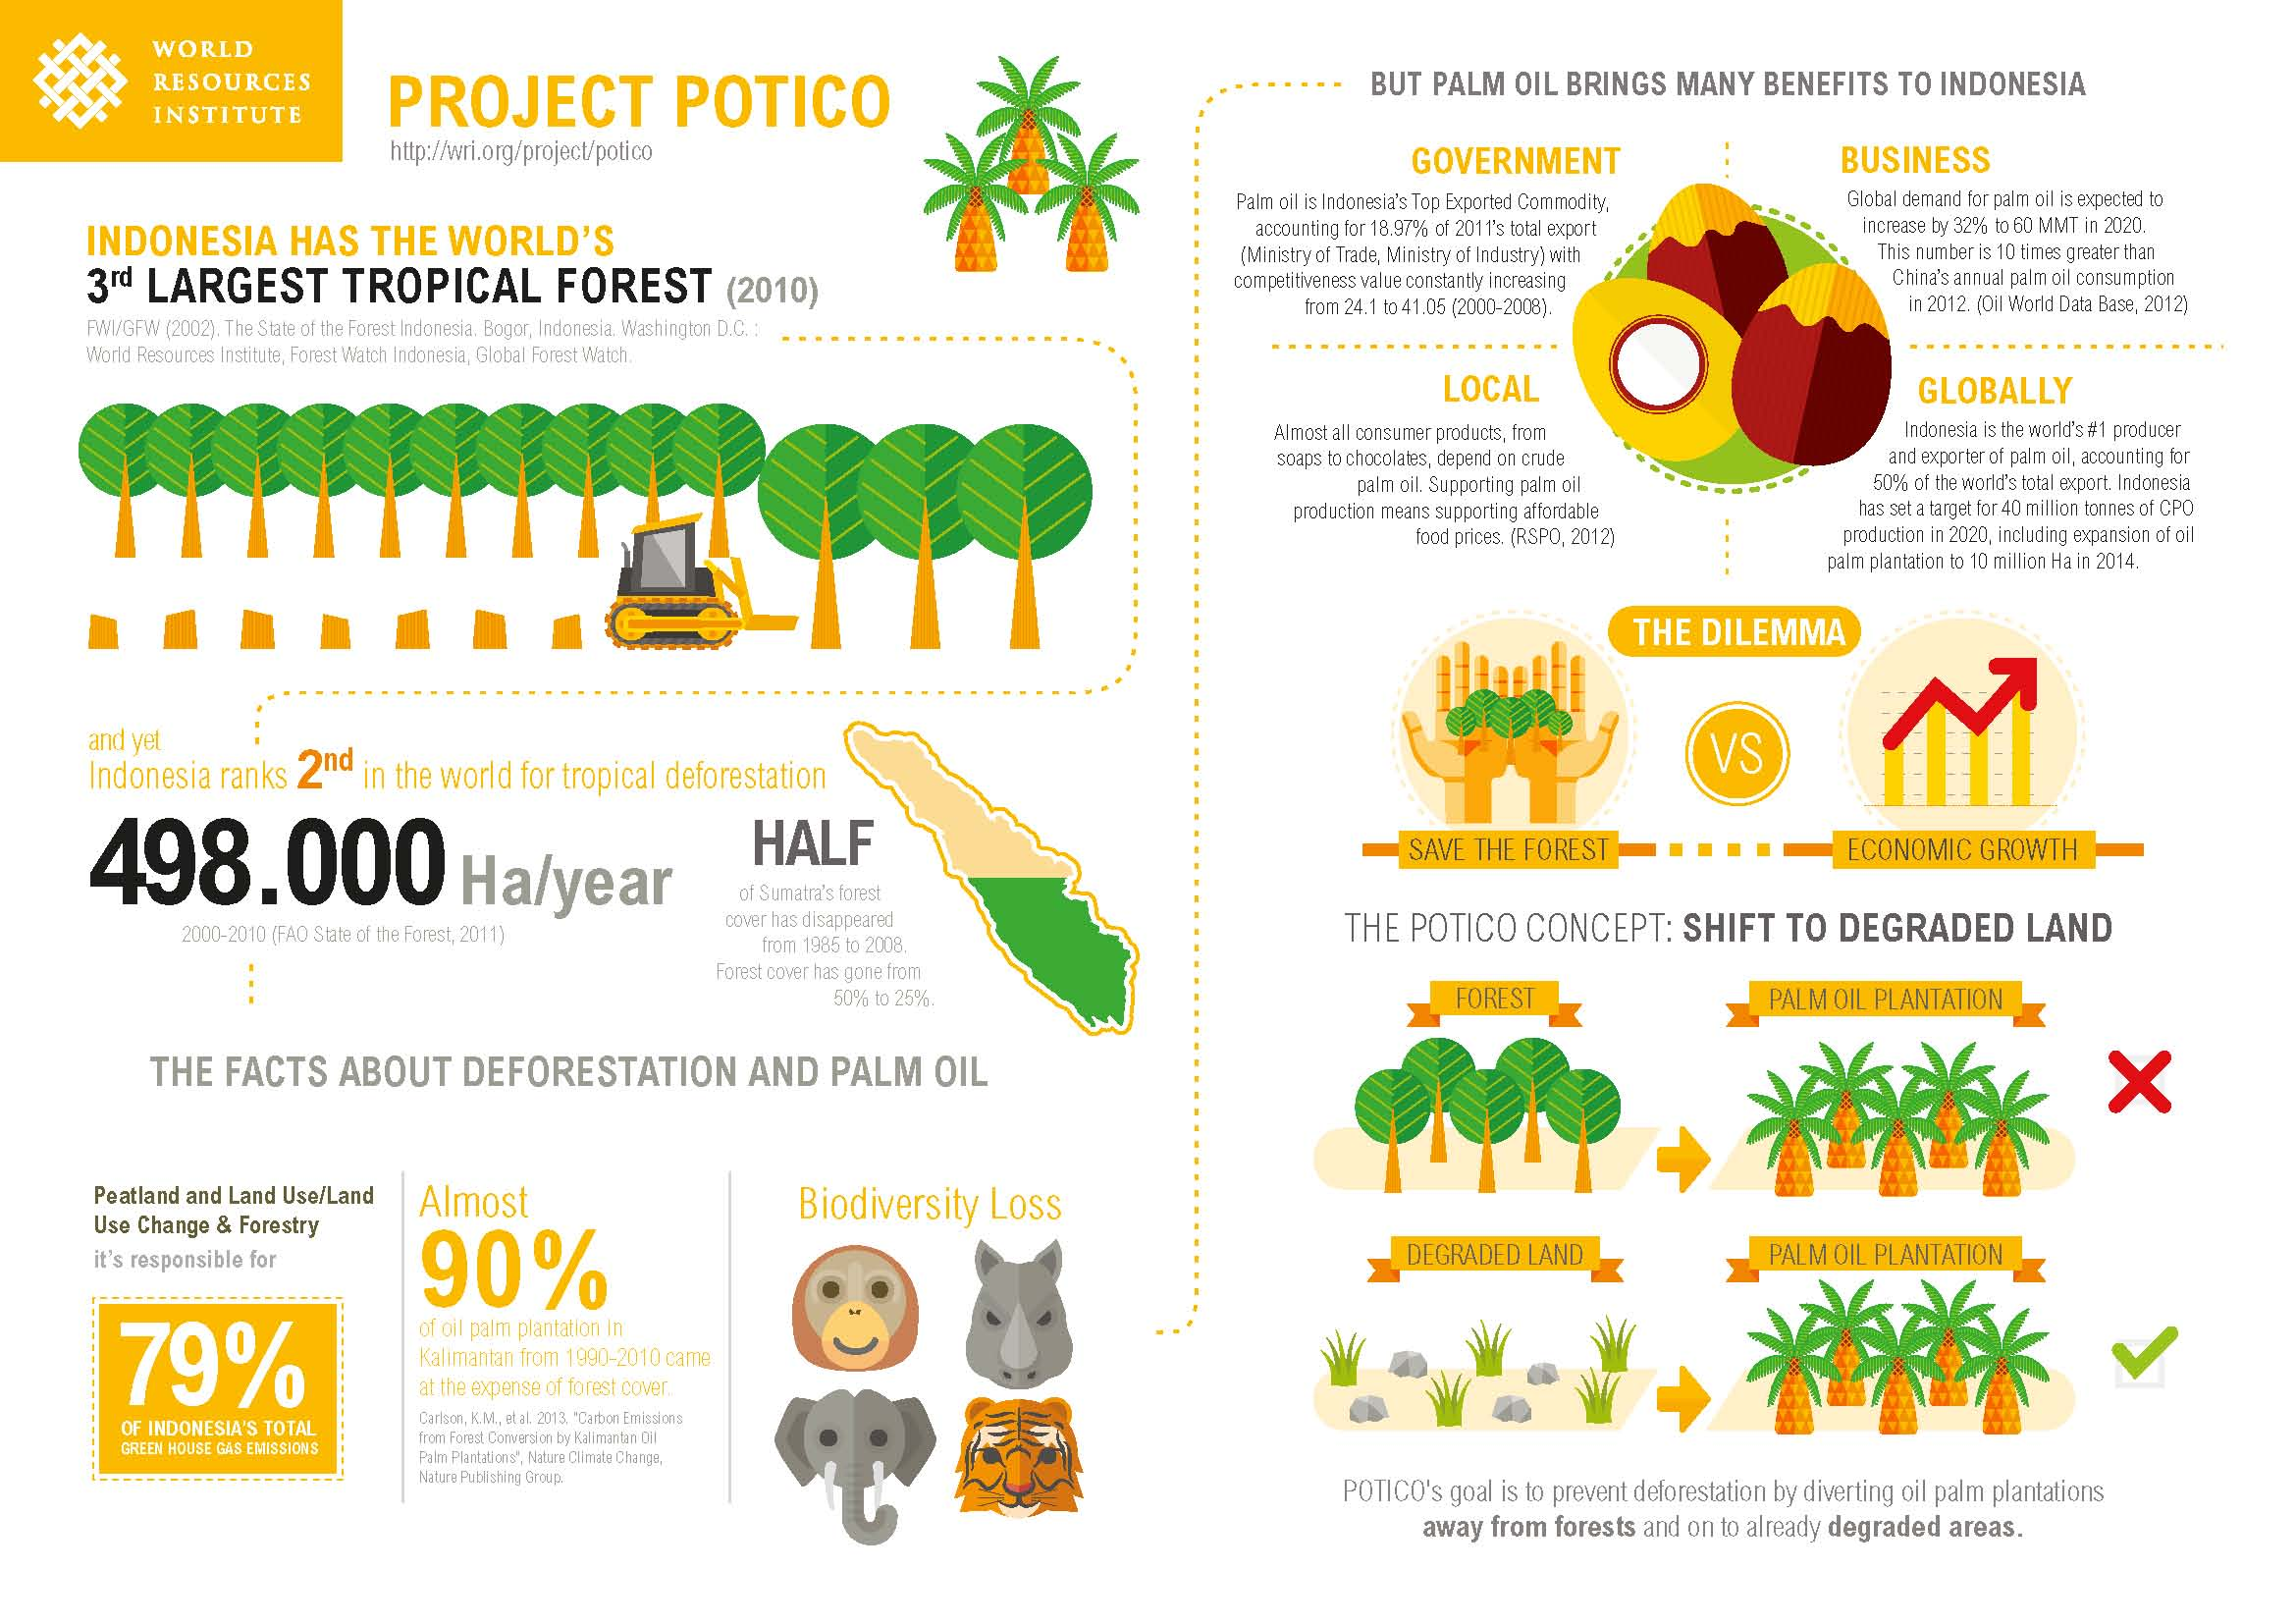 WORLD
RESOURCES
INSTITUTE
PROJECT POTICO
http://wri.org/project/potico
INDONESIA HAS THE WORLD'S
3rd LARGEST TROPICAL FOREST (2010)
FWI/GFW (2002). The State of the Forest Indonesia. Bogor, Indonesia. Washington D.C. :
World Resources Institute, Forest Watch Indonesia, Global Forest Watch.
and yet
Indonesia ranks 2nd in the world for tropical deforestation
498.000 Ha/year
2000-2010 (FAO State of the Forest, 2011)
HALF
of Sumatra's forest
cover has disappeared
from 1985 to 2008.
Forest cover has gone from
50% to 25%.
THE FACTS ABOUT DEFORESTATION AND PALM OIL
Peatland and Land Use/Land
Use Change & Forestry
it's responsible for
79%
OF INDONESIA'S TOTAL
GREEN HOUSE GAS EMISSIONS
Almost
90%
of oil palm plantation in
Kalimantan from 1990-2010 came
at the expense of forest cover.
Carlson, K.M., et al. 2013. "Carbon Emissions
from Forest Conversion by Kalimantan Oil
Palm Plantations", Nature Climate Change,
Nature Publishing Group.
Biodiversity Loss
BUT PALM OIL BRINGS MANY BENEFITS TO INDONESIA
GOVERNMENT
Palm oil is Indonesia's Top Exported Commodity,
accounting for 18.97% of 2011's total export
(Ministry of Trade, Ministry of Industry) with
competitiveness value constantly increasing
from 24.1 to 41.05 (2000-2008).
BUSINESS
Global demand for palm oil is expected to
increase by 32% to 60 MMT in 2020.
This number is 10 times greater than
China's annual palm oil consumption
in 2012. (Oil World Data Base, 2012)
LOCAL
Almost all consumer products, from
soaps to chocolates, depend on crude
palm oil. Supporting palm oil
production means supporting affordable
food prices. (RSPO, 2012)
GLOBALLY
Indonesia is the world's #1 producer
and exporter of palm oil, accounting for
50% of the world's total export. Indonesia
has set a target for 40 million tonnes of CPO
production in 2020, including expansion of oil
palm plantation to 10 million Ha in 2014.
THE DILEMMA
VS
SAVE THE FOREST
ECONOMIC GROWTH
THE POTICO CONCEPT: SHIFT TO DEGRADED LAND
FOREST
PALM OIL PLANTATION
DEGRADED LAND
PALM OIL PLANTATION
POTICO's goal is to prevent deforestation by diverting oil palm plantations
away from forests and on to already degraded areas.